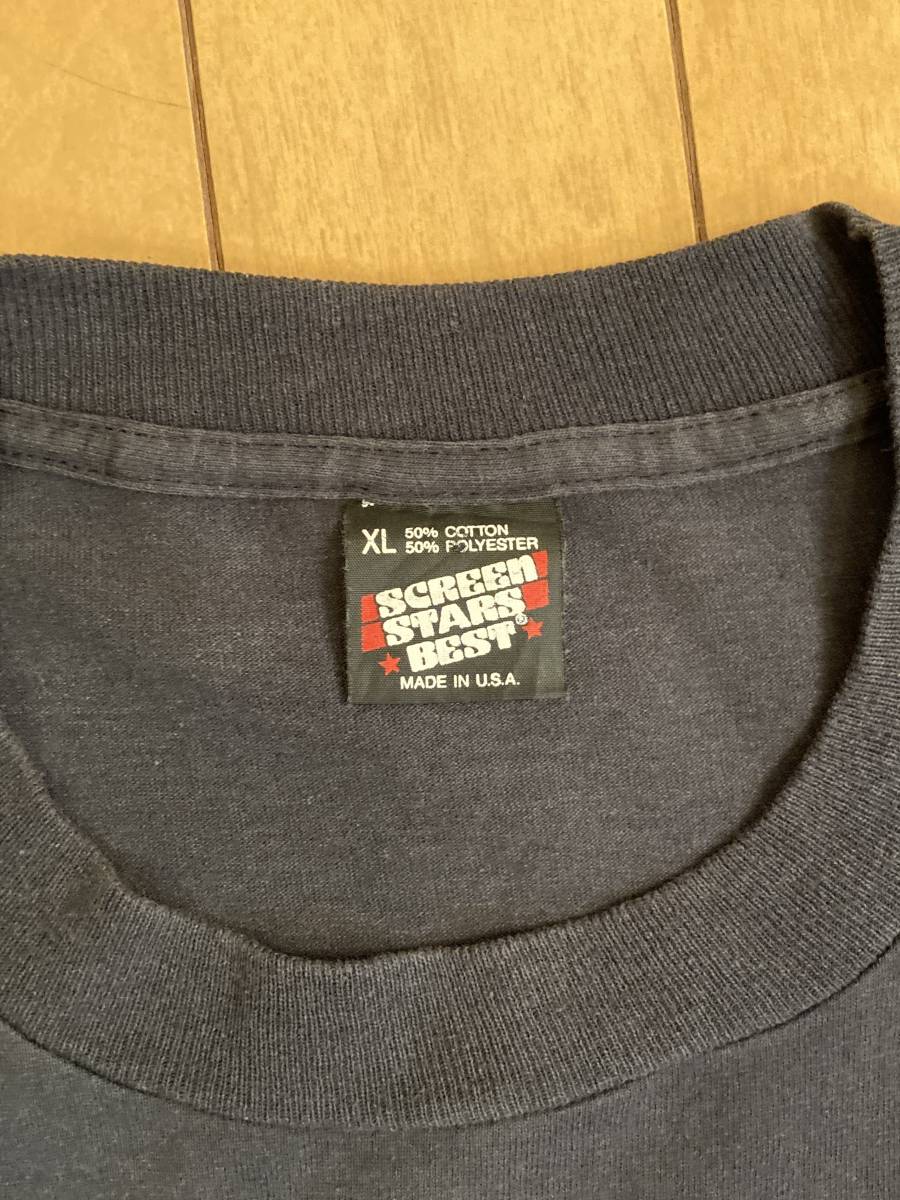 XL 50% COTTON
50% POLYESTER
SCREEN
STARS
BEST®
MADE IN U.S.A.